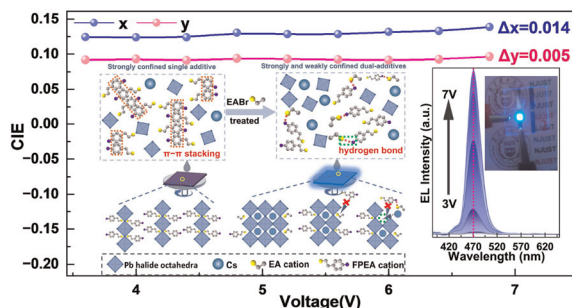 x y
Δx=0.014
Δy=0.005
CIE
0.15
0.10
0.05
0.00
-0.05
-0.10
-0.15
-0.20
Strongly confined single additive
Strongly and weakly confined dual-additives
EABr
treated
π-π stacking
hydrogen bond
Pb halide octahedra
Cs
EA cation
FPEA cation
4
5
6
7
Voltage(V)
EL Intensity (a.u.)
7V
3V
NJUST
420 470 520 570 620
Wavelength (nm)